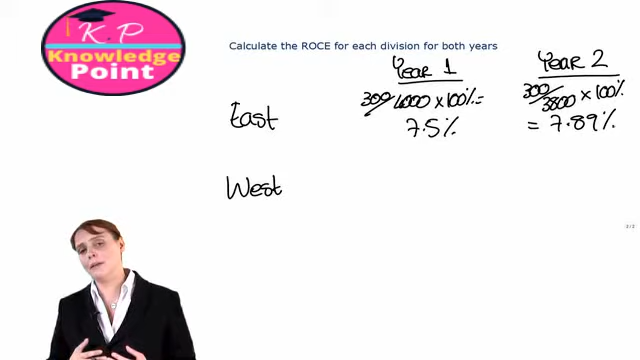 K.P
Knowledge
Point
Calculate the ROCE for each division for both years
Year 1
Year 2
East
300/4000 x 100% =
7.5%
300/3800 x 100%
= 7.89%
West